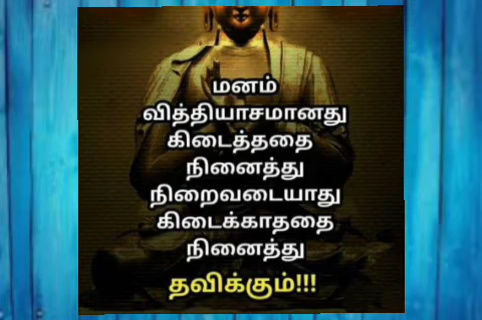 மனம்
வித்தியாசமானது
கிடைத்ததை
நினைத்து
நிறைவடையாது
கிடைக்காததை
நினைத்து
தவிக்கும்!!!